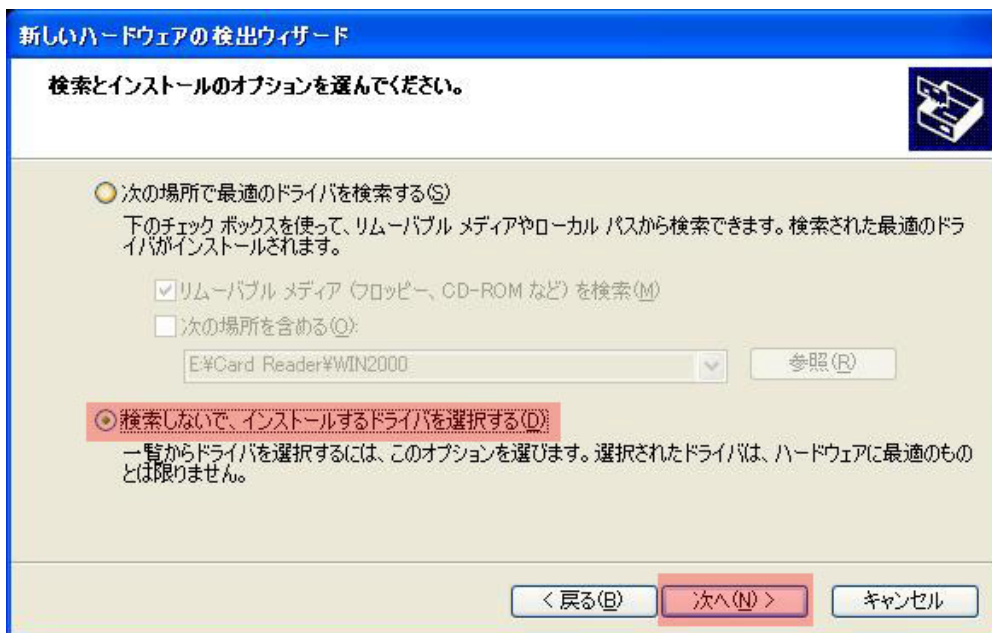 新しいハードウェアの検出ウィザード
検索とインストールのオプションを選んでください。
次の場所で最適のドライバを検索する(S)
下のチェック ボックスを使って、リムーバブル メディアやローカル パスから検索できます。検索された最適のドラ
イバがインストールされます。
リムーバブル メディア (フロッピー、CD-ROM など) を検索(M)
次の場所を含める(O):
E:¥Card Reader¥WIN2000
参照(R)
検索しないで、インストールするドライバを選択する(D)
一覧からドライバを選択するには、このオプションを選びます。選択されたドライバは、ハードウェアに最適のもの
とは限りません。
< 戻る(B)
次へ(N) >
キャンセル